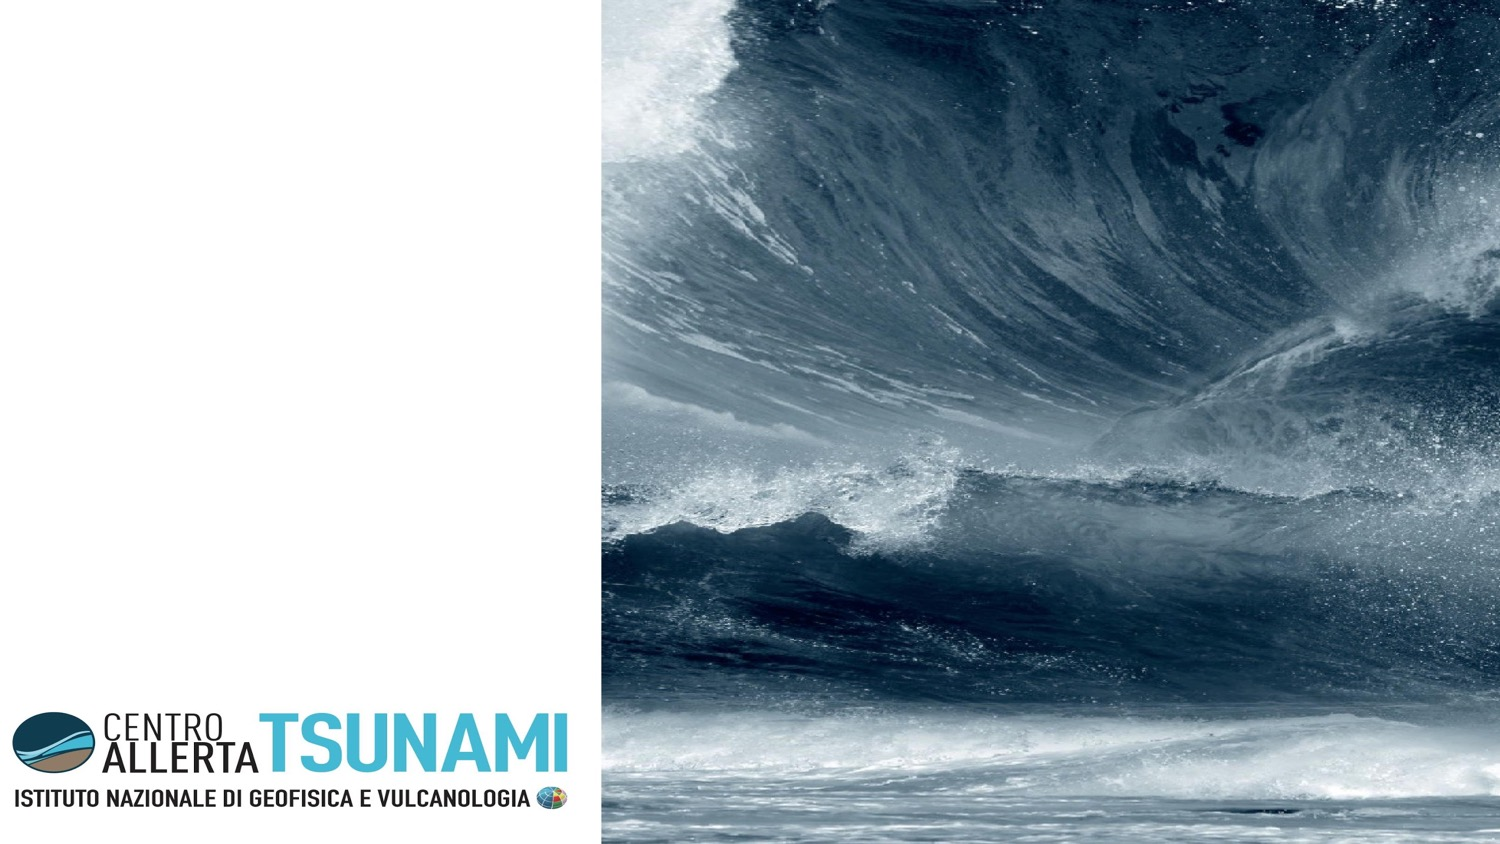 CENTRO
ALLERTA TSUNAMI
ISTITUTO NAZIONALE DI GEOFISICA E VULCANOLOGIA